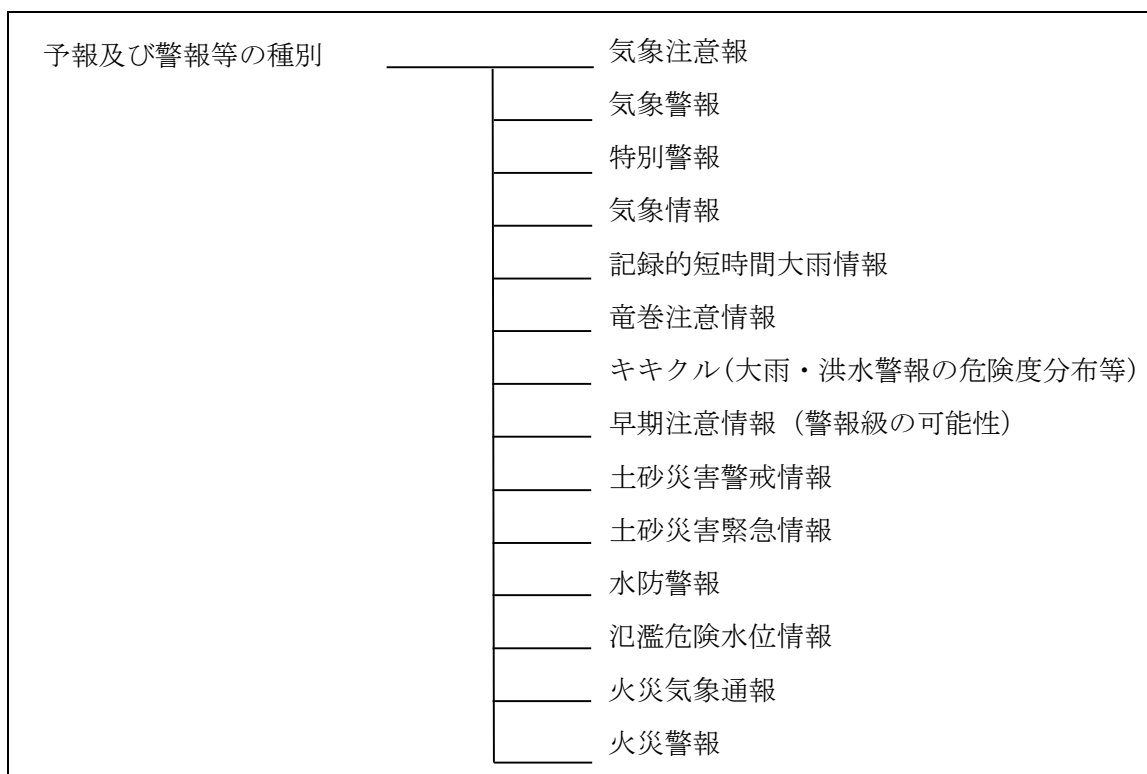 予報及び警報等の種別
気象注意報
気象警報
特別警報
気象情報
記録的短時間大雨情報
竜巻注意情報
キキクル(大雨・洪水警報の危険度分布等)
早期注意情報（警報級の可能性）
土砂災害警戒情報
土砂災害緊急情報
水防警報
氾濫危険水位情報
火災気象通報
火災警報